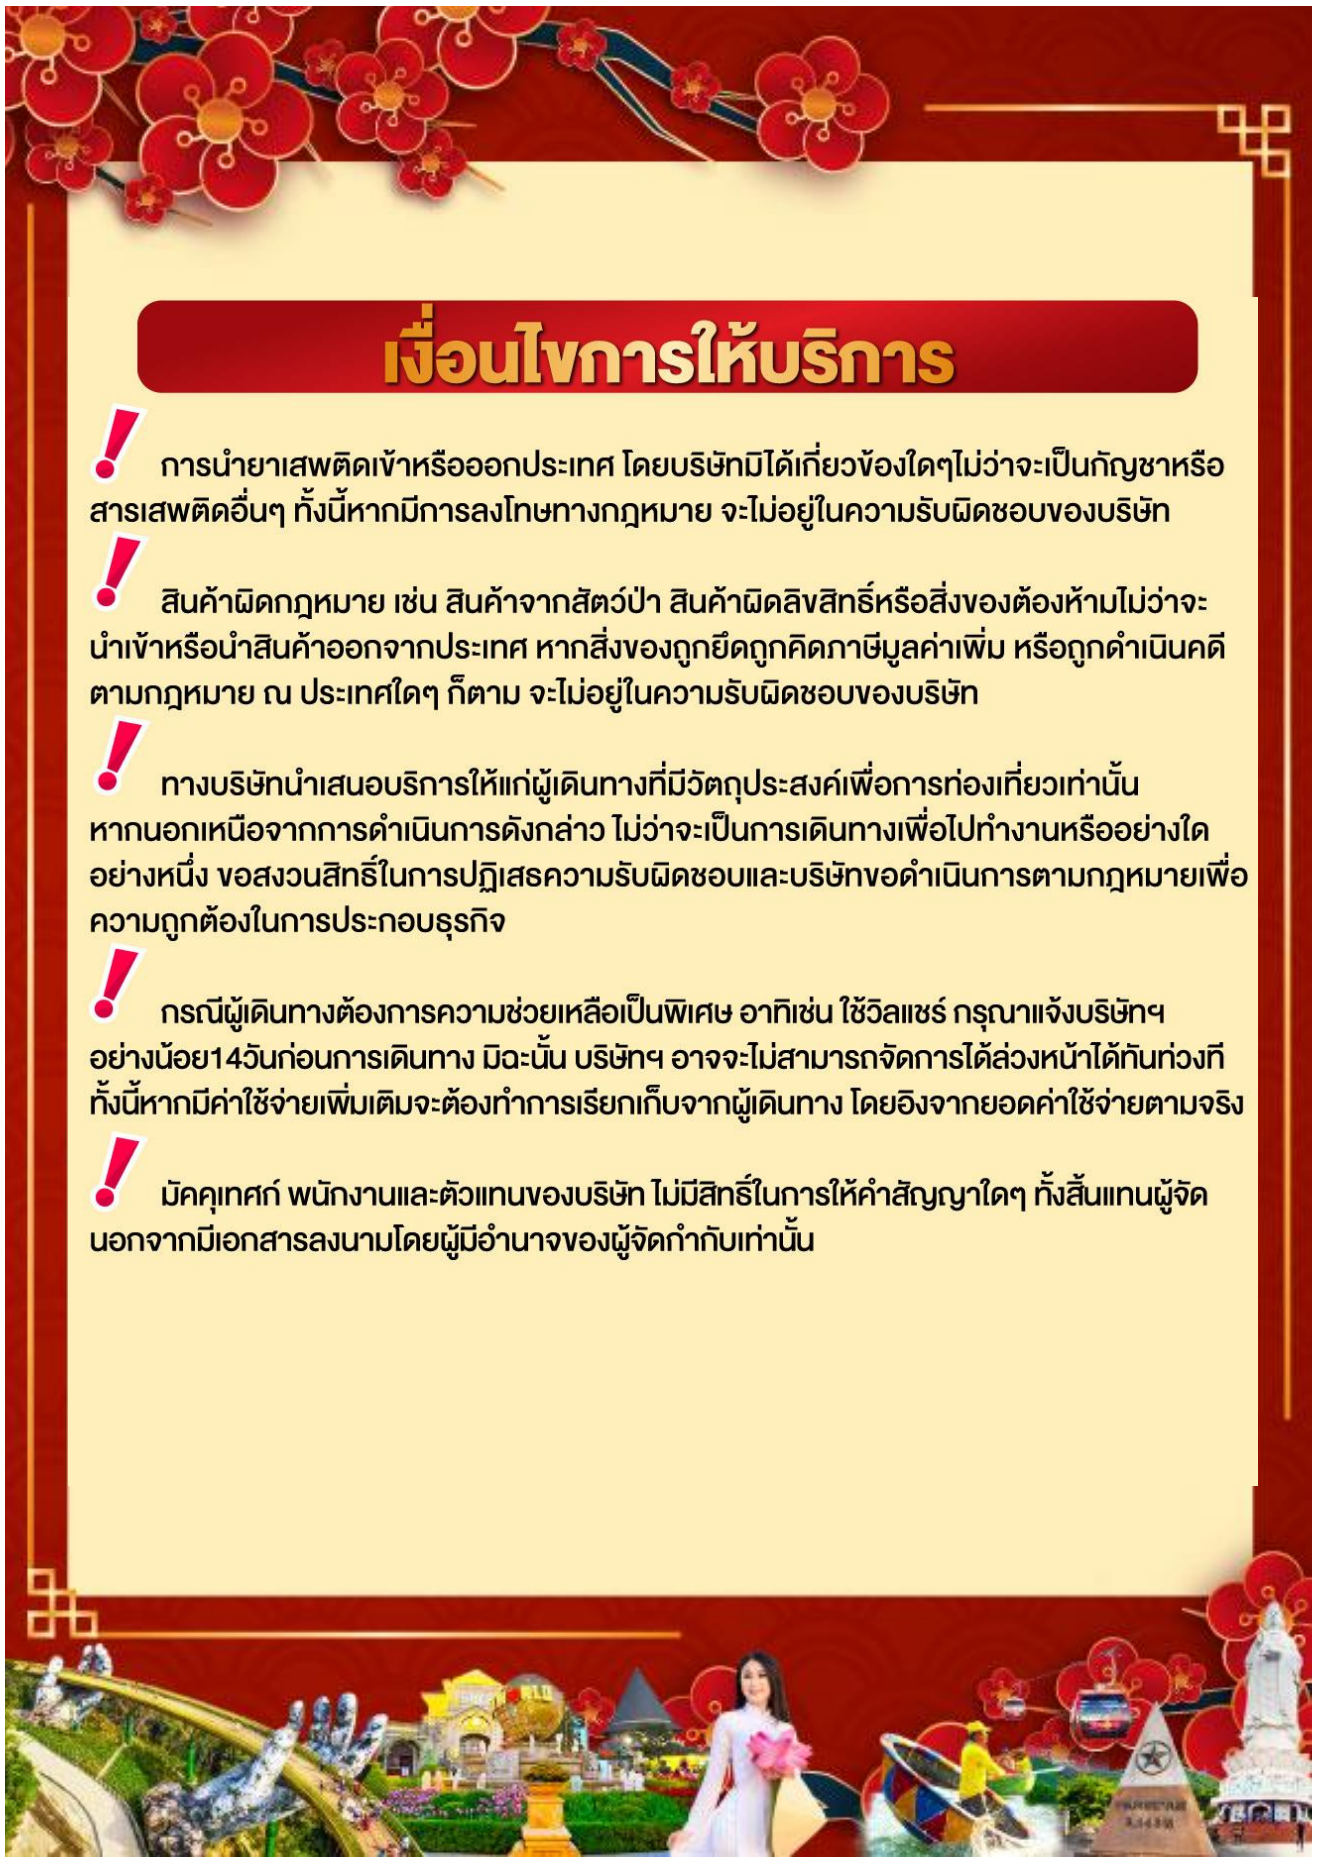 เงื่อนไขการให้บริการ
การนำยาเสพติดเข้าหรือออกประเทศ โดยบริษัทมิได้เกี่ยวข้องใดๆไม่ว่าจะเป็นกัญชาหรือ
สารเสพติดอื่นๆ ทั้งนี้หากมีการลงโทษทางกฎหมาย จะไม่อยู่ในความรับผิดชอบของบริษัท
สินค้าผิดกฎหมาย เช่น สินค้าจากสัตว์ป่า สินค้าผิดลิขสิทธิ์หรือสิ่งของต้องห้ามไม่ว่าจะ
นำเข้าหรือนำสินค้าออกจากประเทศ หากสิ่งของถูกยึดถูกคิดภาษีมูลค่าเพิ่ม หรือถูกดำเนินคดี
ตามกฎหมาย ณ ประเทศใดๆ ก็ตาม จะไม่อยู่ในความรับผิดชอบของบริษัท
ทางบริษัทนำเสนอบริการให้แก่ผู้เดินทางที่มีวัตถุประสงค์เพื่อการท่องเที่ยวเท่านั้น
หากนอกเหนือจากการดำเนินการดังกล่าว ไม่ว่าจะเป็นการเดินทางเพื่อไปทำงานหรืออย่างใด
อย่างหนึ่ง ขอสงวนสิทธิ์ในการปฏิเสธความรับผิดชอบและบริษัทขอดำเนินการตามกฎหมายเพื่อ
ความถูกต้องในการประกอบธุรกิจ
กรณีผู้เดินทางต้องการความช่วยเหลือเป็นพิเศษ อาทิเช่น ใช้วิลแชร์ กรุณาแจ้งบริษัทฯ
อย่างน้อย14วันก่อนการเดินทาง มิฉะนั้น บริษัทฯ อาจจะไม่สามารถจัดการได้ล่วงหน้าได้ทันท่วงที
ทั้งนี้หากมีค่าใช้จ่ายเพิ่มเติมจะต้องทำการเรียกเก็บจากผู้เดินทาง โดยอิงจากยอดค่าใช้จ่ายตามจริง
มัคคุเทศก์ พนักงานและตัวแทนของบริษัท ไม่มีสิทธิ์ในการให้คำสัญญาใดๆ ทั้งสิ้นแทนผู้จัด
นอกจากมีเอกสารลงนามโดยผู้มีอำนาจของผู้จัดกำกับเท่านั้น